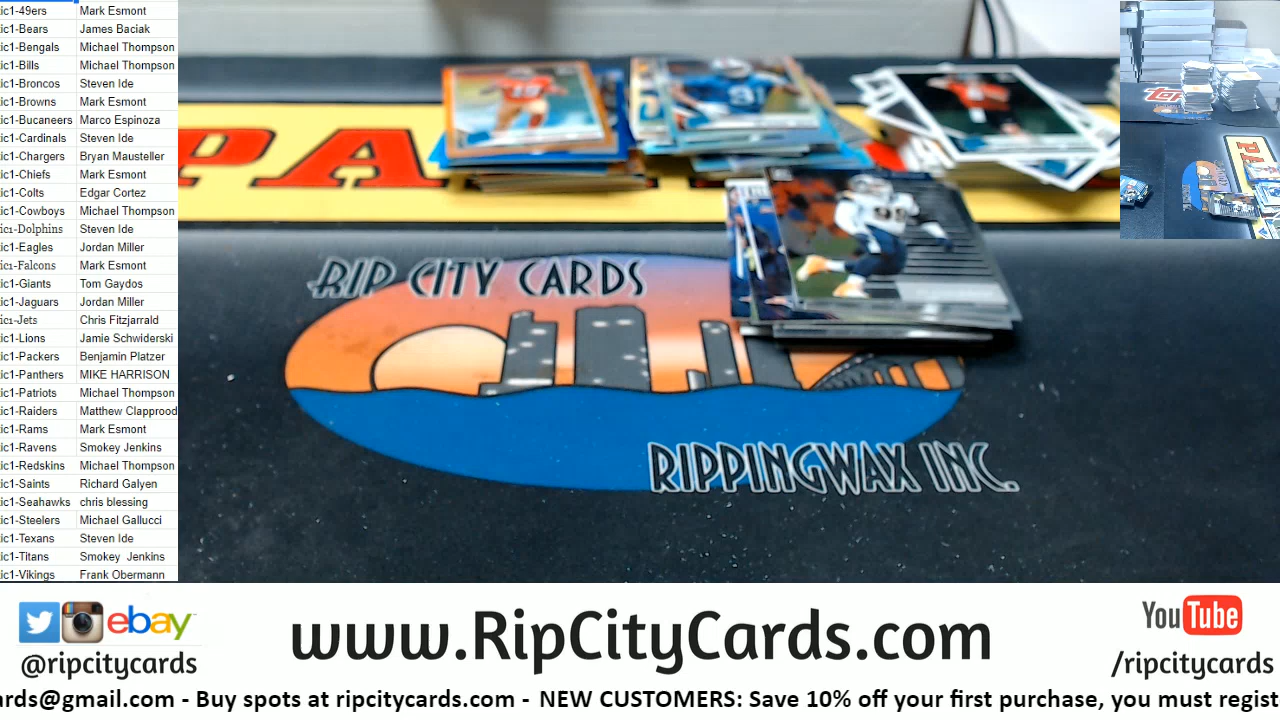 ic1-49ers Mark Esmont
ic1-Bears James Baciak
ic1-Bengals Michael Thompson
ic1-Bills Michael Thompson
ic1-Broncos Steven Ide
ic1-Browns Mark Esmont
ic1-Bucaneers Marco Espinoza
ic1-Cardinals Steven Ide
ic1-Chargers Bryan Mausteller
ic1-Chiefs Mark Esmont
ic1-Colts Edgar Cortez
ic1-Cowboys Michael Thompson
ic1-Dolphins Steven Ide
ic1-Eagles Jordan Miller
ic1-Falcons Mark Esmont
ic1-Giants Tom Gaydos
ic1-Jaguars Jordan Miller
ic1-Jets Chris Fitzjarrald
ic1-Lions Jamie Schwiderski
ic1-Packers Benjamin Platzer
ic1-Panthers MIKE HARRISON
ic1-Patriots Michael Thompson
ic1-Raiders Matthew Clapprood
ic1-Rams Mark Esmont
ic1-Ravens Smokey Jenkins
ic1-Redskins Michael Thompson
ic1-Saints Richard Galyen
ic1-Seahawks chris blessing
ic1-Steelers Michael Gallucci
ic1-Texans Steven Ide
ic1-Titans Smokey Jenkins
ic1-Vikings Frank Obermann
PA
RIP CITY CARDS
RIPPINGWAX INC.
ebay
@ripcitycards
www.RipCityCards.com
YouTube
/ripcitycards
ards@gmail.com - Buy spots at ripcitycards.com - NEW CUSTOMERS: Save 10% off your first purchase, you must regist